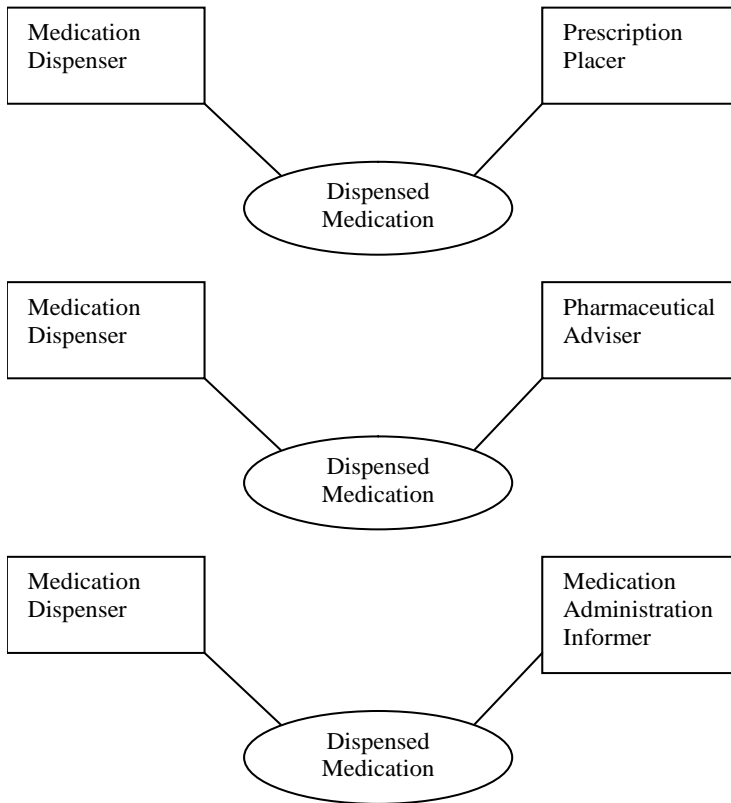 Medication
Dispenser
Prescription
Placer
Dispensed
Medication
Medication
Dispenser
Pharmaceutical
Adviser
Dispensed
Medication
Medication
Dispenser
Medication
Administration
Informer
Dispensed
Medication